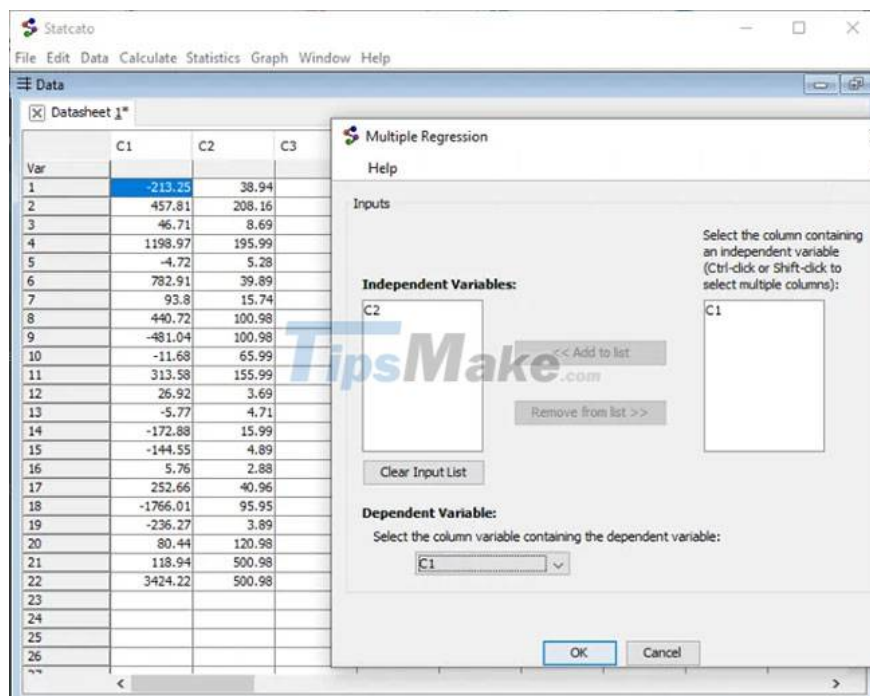 Statcato
File Edit Data Calculate Statistics Graph Window Help
Data
Datasheet 1*
C1 C2 C3
Var
1 -213.25 38.94
2 457.81 208.16
3 46.71 8.69
4 1198.97 195.99
5 -4.72 5.28
6 782.91 39.89
7 93.8 15.74
8 440.72 100.98
9 -481.04 100.98
10 -11.68 65.99
11 313.58 155.99
12 26.92 3.69
13 -5.77 4.71
14 -172.88 15.99
15 -144.55 4.89
16 5.76 2.88
17 252.66 40.96
18 -1766.01 95.95
19 -236.27 3.89
20 80.44 120.98
21 118.94 500.98
22 3424.22 500.98
23
24
25
26
Multiple Regression
Help
Inputs
Select the column containing
an independent variable
(Ctrl-click or Shift-click to
select multiple columns):
Independent Variables:
C2
C1
<< Add to list
Remove from list >>
Clear Input List
Dependent Variable:
Select the column variable containing the dependent variable:
C1
OK Cancel
TipsMake.com